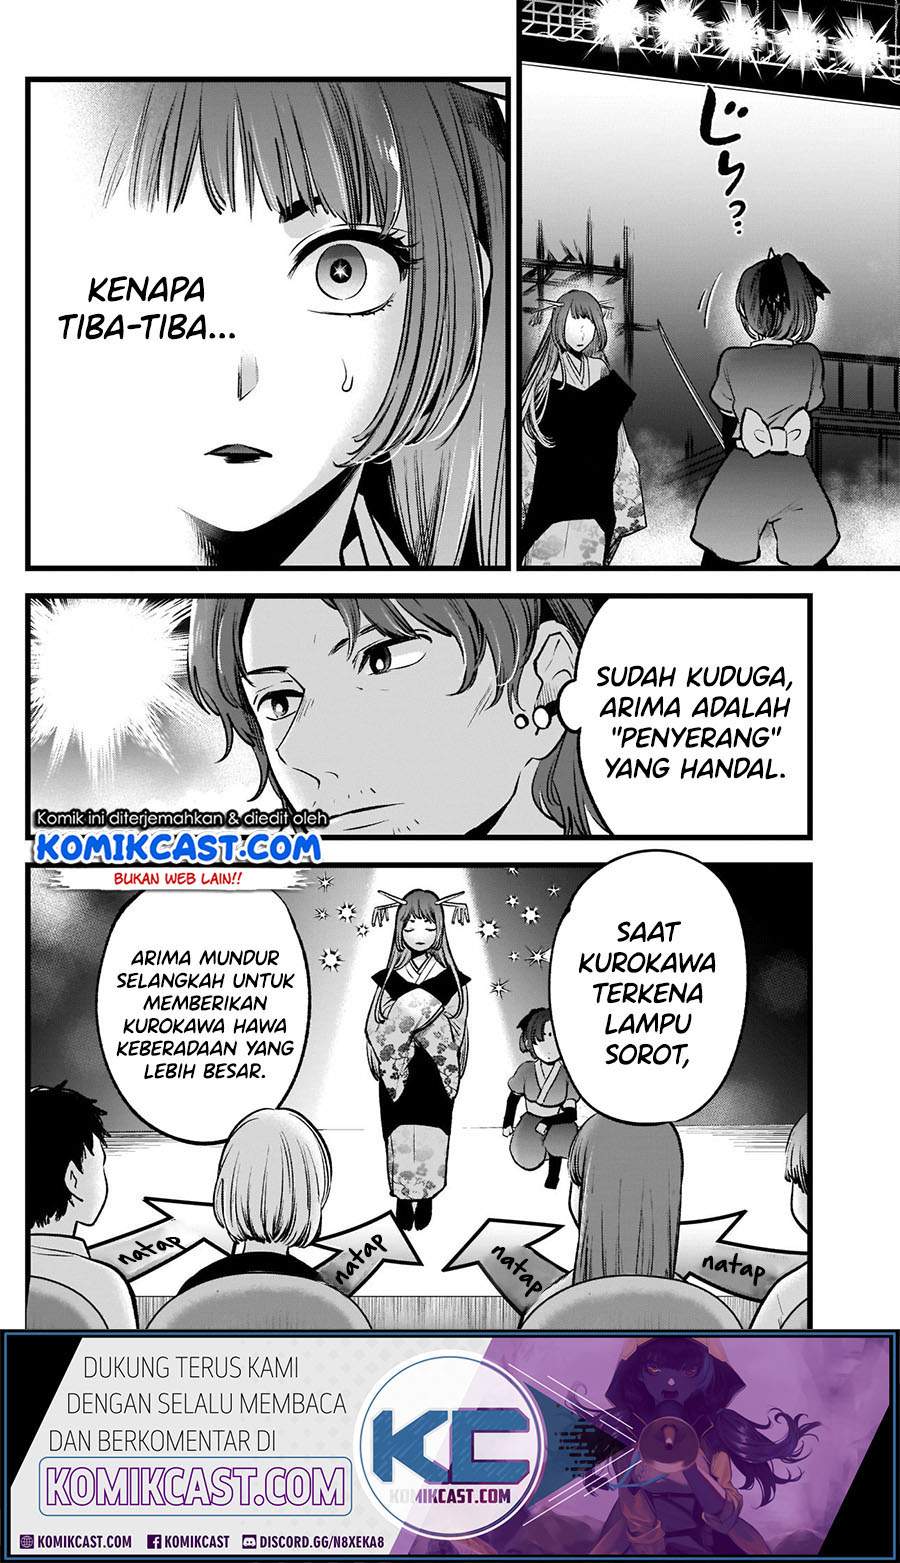 じりっ?
KENAPA
TIBA-TIBA...
SUDAH KUDUGA,
ARIMA ADALAH
"PENYERANG"
YANG HANDAL.
Komik ini diterjemahkan & diedit oleh
KOMIKCAST.COM
BUKAN WEB LAIN!!
SAAT
KUROKAWA
TERKENA
LAMPU
SOROT,
ARIMA MUNDUR
SELANGKAH UNTUK
MEMBERIKAN
KUROKAWA HAWA
KEBERADAAN YANG
LEBIH BESAR.
natap
natap
natap
natap
DUKUNG TERUS KAMI
DENGAN SELALU MEMBACA
DAN BERKOMENTAR DI
KOMIKCAST.COM
KOMIKCAST.COM
KOMIKCAST
DISCORD.GG/N8XEKA8
KC
KOMIKCAST.COM